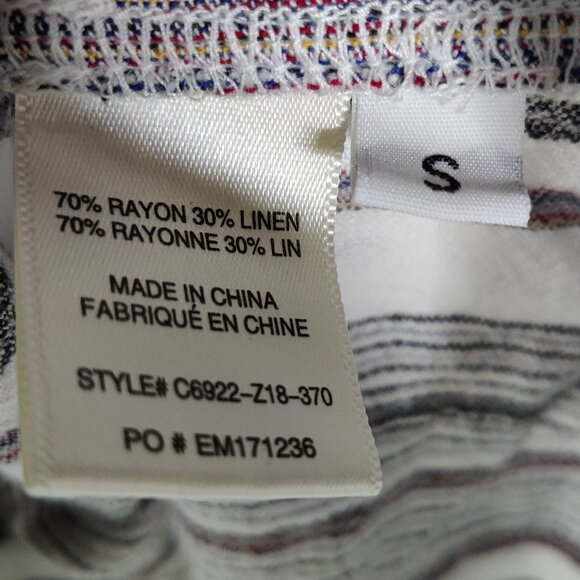 70% RAYON 30% LINEN
70% RAYONNE 30% LIN
MADE IN CHINA
FABRIQUÉ EN CHINE
STYLE# C6922-Z18-370
PO # EM171236
S